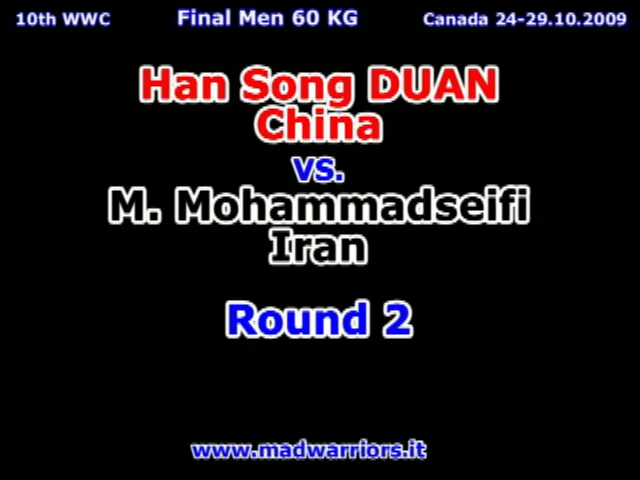 10th WWC Final Men 60 KG Canada 24-29.10.2009
Han Song DUAN
China
vs.
M. Mohammadseifi
Iran
Round 2
www.madwarriors.it